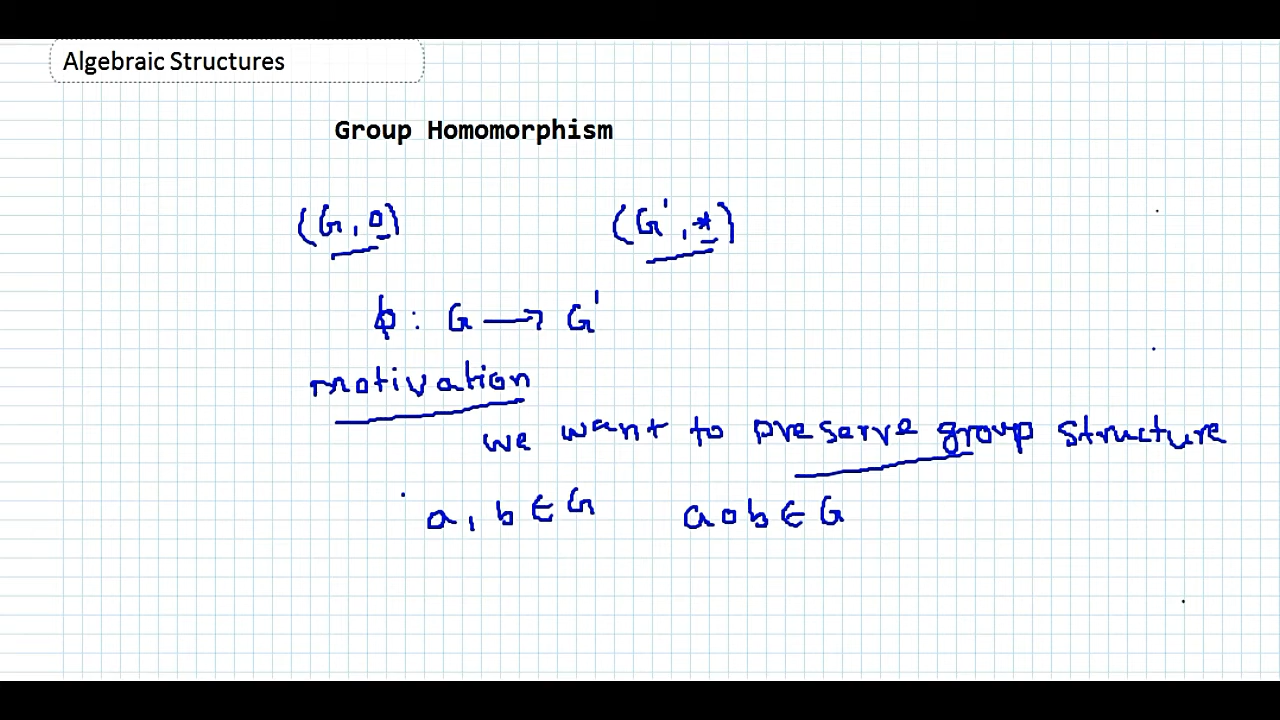 Algebraic Structures
Group Homomorphism
(G, o) (G', *)
ϕ : G → G'
motivation
we want to preserve group structure
a, b ∈ G a o b ∈ G